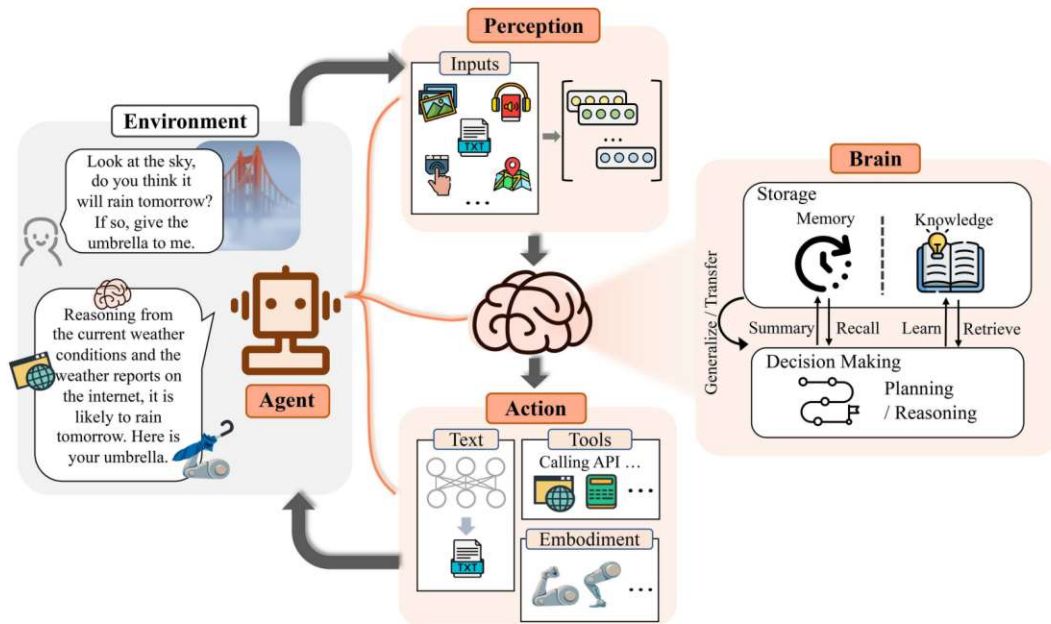 Perception
Inputs
TXT
...
...
Environment
Look at the sky,
do you think it
will rain tomorrow?
If so, give the
umbrella to me.
Reasoning from
the current weather
conditions and the
weather reports on
the internet, it is
likely to rain
tomorrow. Here is
your umbrella.
Agent
Action
Text
TXT
Tools
Calling API ...
...
Embodiment
...
Brain
Storage
Memory
Knowledge
Generalize / Transfer
Summary
Recall
Learn
Retrieve
Decision Making
Planning
/ Reasoning